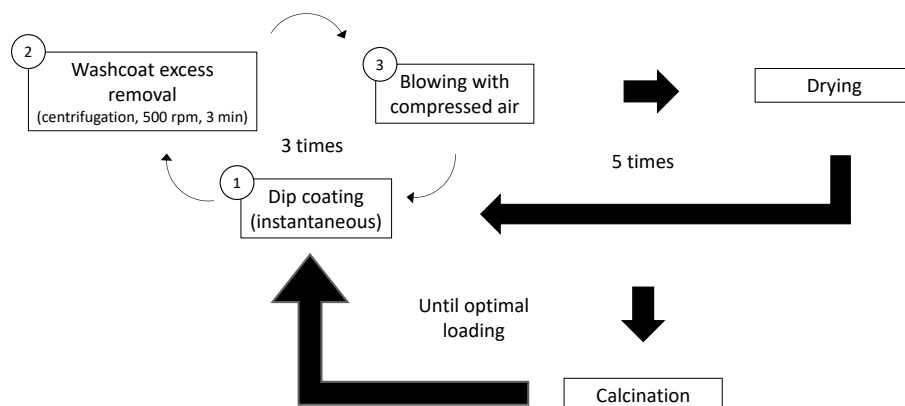 2
Washcoat excess
removal
(centrifugation, 500 rpm, 3 min)
3
Blowing with
compressed air
Drying
3 times
5 times
1
Dip coating
(instantaneous)
Until optimal
loading
Calcination